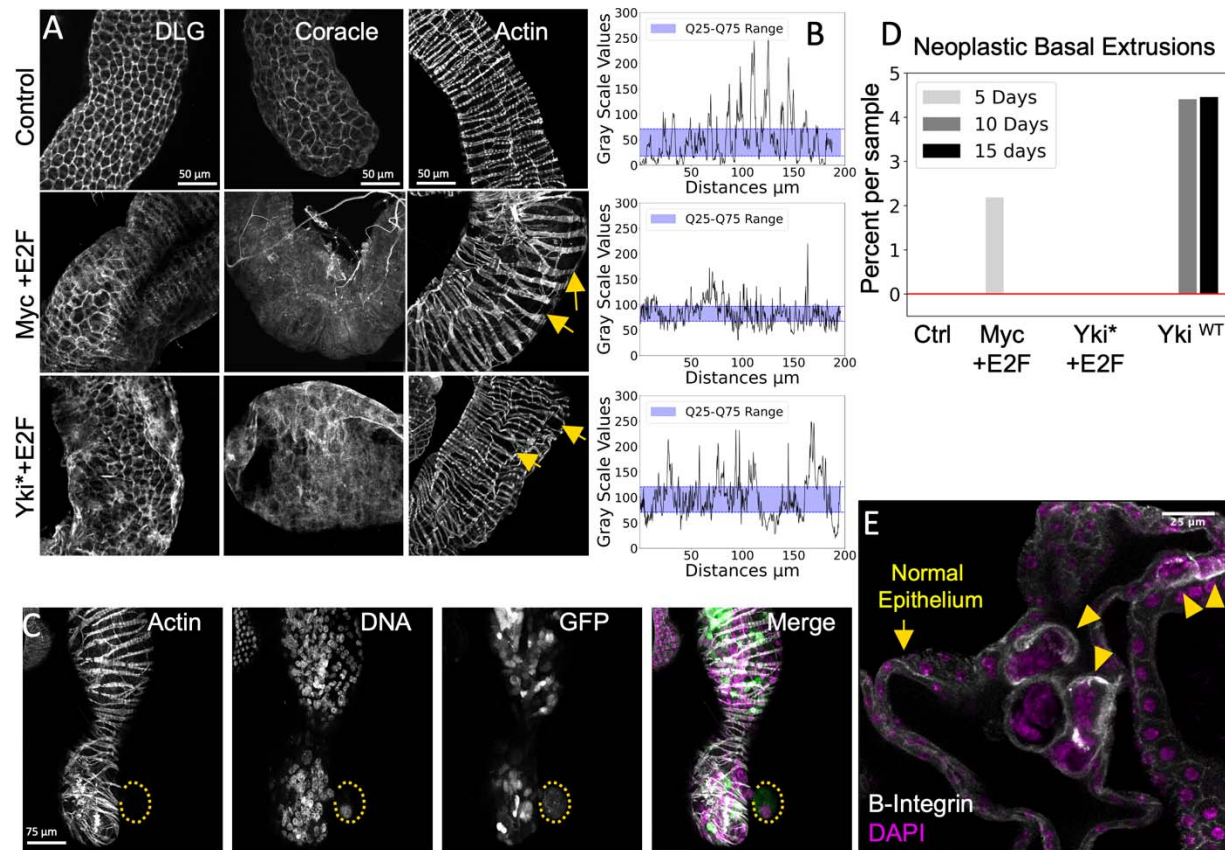 A
DLG
Coracle
Actin
Control
50 µm
50 µm
50 µm
Myc +E2F
Yki*+E2F
B
300
250
200
150
100
50
0
Gray Scale Values
Q25-Q75 Range
0 50 100 150 200
Distances µm
300
250
200
150
100
50
0
Gray Scale Values
Q25-Q75 Range
0 50 100 150 200
Distances µm
300
250
200
150
100
50
0
Gray Scale Values
Q25-Q75 Range
0 50 100 150 200
Distances µm
D
Neoplastic Basal Extrusions
5
4
3
2
1
0
Percent per sample
5 Days
10 Days
15 days
Ctrl Myc Yki* Yki WT
+E2F +E2F
C
Actin
DNA
GFP
Merge
75 µm
E
25 µm
Normal
Epithelium
B-Integrin
DAPI